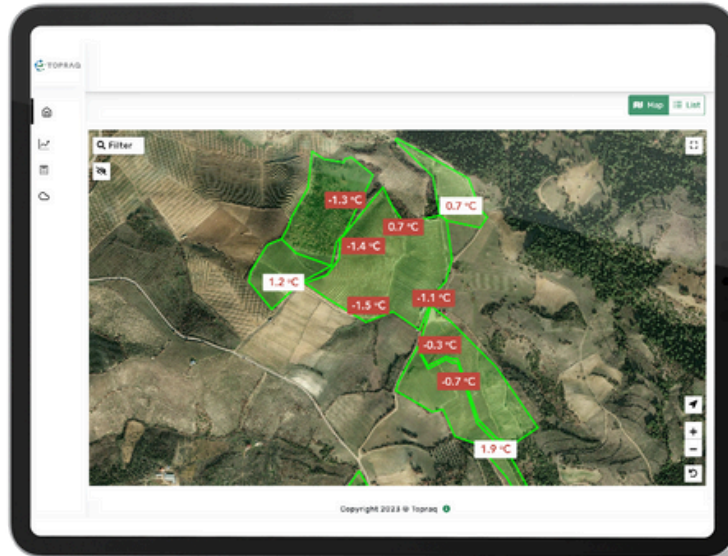 TOPRAQ
Map
List
Filter
-1.3 °C
0.7 °C
0.7 °C
-1.4 °C
1.2 °C
-1.5 °C
-1.1 °C
-0.3 °C
-0.7 °C
1.9 °C
Copyright 2023 @ Topraq